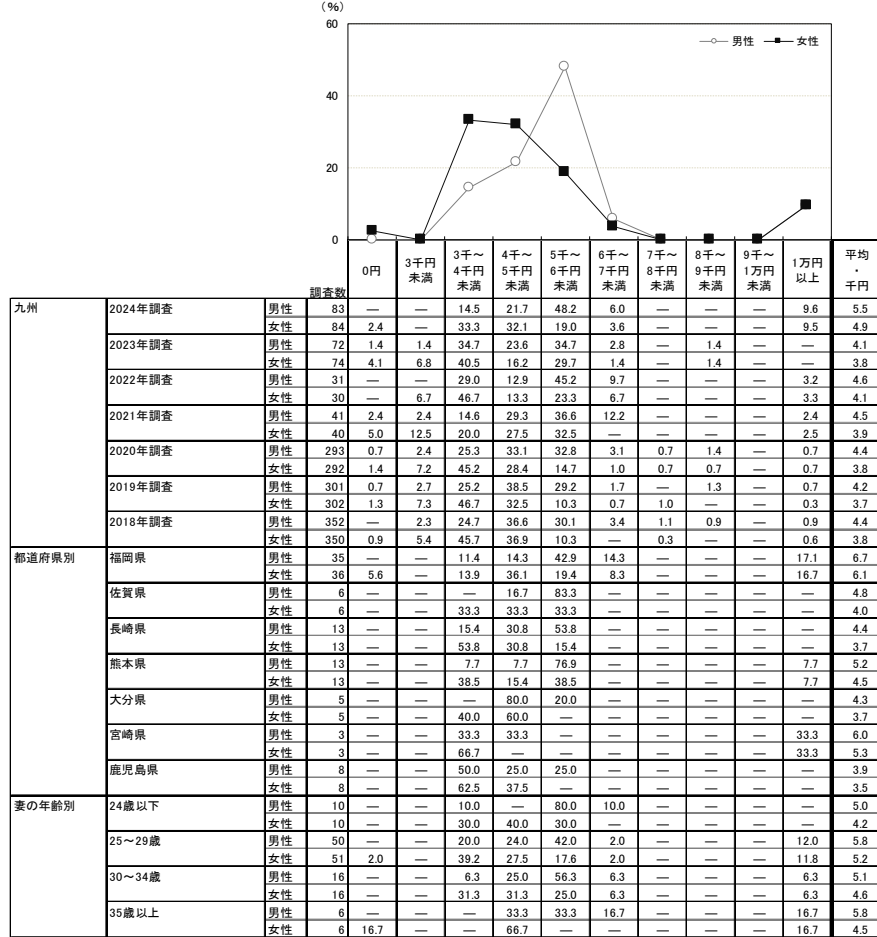 (％)
60
男性 女性
40
20
0
調査数 0円 3千円未満 3千～4千円未満 4千～5千円未満 5千～6千円未満 6千～7千円未満 7千～8千円未満 8千～9千円未満 9千～1万円未満 1万円以上 平均・千円
九州 2024年調査 男性 83 — — 14.5 21.7 48.2 6.0 — — — 9.6 5.5
女性 84 2.4 — 33.3 32.1 19.0 3.6 — — — 9.5 4.9
2023年調査 男性 72 1.4 1.4 34.7 23.6 34.7 2.8 — 1.4 — — 4.1
女性 74 4.1 6.8 40.5 16.2 29.7 1.4 — 1.4 — — 3.8
2022年調査 男性 31 — — 29.0 12.9 45.2 9.7 — — — 3.2 4.6
女性 30 — 6.7 46.7 13.3 23.3 6.7 — — — 3.3 4.1
2021年調査 男性 41 2.4 2.4 14.6 29.3 36.6 12.2 — — — 2.4 4.5
女性 40 5.0 12.5 20.0 27.5 32.5 — — — — 2.5 3.9
2020年調査 男性 293 0.7 2.4 25.3 33.1 32.8 3.1 0.7 1.4 — 0.7 4.4
女性 292 1.4 7.2 45.2 28.4 14.7 1.0 0.7 0.7 — 0.7 3.8
2019年調査 男性 301 0.7 2.7 25.2 38.5 29.2 1.7 — 1.3 — 0.7 4.2
女性 302 1.3 7.3 46.7 32.5 10.3 0.7 1.0 — — 0.3 3.7
2018年調査 男性 352 — 2.3 24.7 36.6 30.1 3.4 1.1 0.9 — 0.9 4.4
女性 350 0.9 5.4 45.7 36.9 10.3 — 0.3 — — 0.6 3.8
都道府県別 福岡県 男性 35 — — 11.4 14.3 42.9 14.3 — — — 17.1 6.7
女性 36 5.6 — 13.9 36.1 19.4 8.3 — — — 16.7 6.1
佐賀県 男性 6 — — — 16.7 83.3 — — — — — 4.8
女性 6 — — 33.3 33.3 33.3 — — — — — 4.0
長崎県 男性 13 — — 15.4 30.8 53.8 — — — — — 4.4
女性 13 — — 53.8 30.8 15.4 — — — — — 3.7
熊本県 男性 13 — — 7.7 7.7 76.9 — — — — 7.7 5.2
女性 13 — — 38.5 15.4 38.5 — — — — 7.7 4.5
大分県 男性 5 — — — 80.0 20.0 — — — — — 4.3
女性 5 — — 40.0 60.0 — — — — — — 3.7
宮崎県 男性 3 — — 33.3 33.3 — — — — — 33.3 6.0
女性 3 — — 66.7 — — — — — — 33.3 5.3
鹿児島県 男性 8 — — 50.0 25.0 25.0 — — — — — 3.9
女性 8 — — 62.5 37.5 — — — — — — 3.5
妻の年齢別 24歳以下 男性 10 — — 10.0 — 80.0 10.0 — — — — 5.0
女性 10 — — 30.0 40.0 30.0 — — — — — 4.2
25～29歳 男性 50 — — 20.0 24.0 42.0 2.0 — — — 12.0 5.8
女性 51 2.0 — 39.2 27.5 17.6 2.0 — — — 11.8 5.2
30～34歳 男性 16 — — 6.3 25.0 56.3 6.3 — — — 6.3 5.1
女性 16 — — 31.3 31.3 25.0 6.3 — — — 6.3 4.6
35歳以上 男性 6 — — — 33.3 33.3 16.7 — — — 16.7 5.8
女性 6 16.7 — — 66.7 — — — — — 16.7 4.5